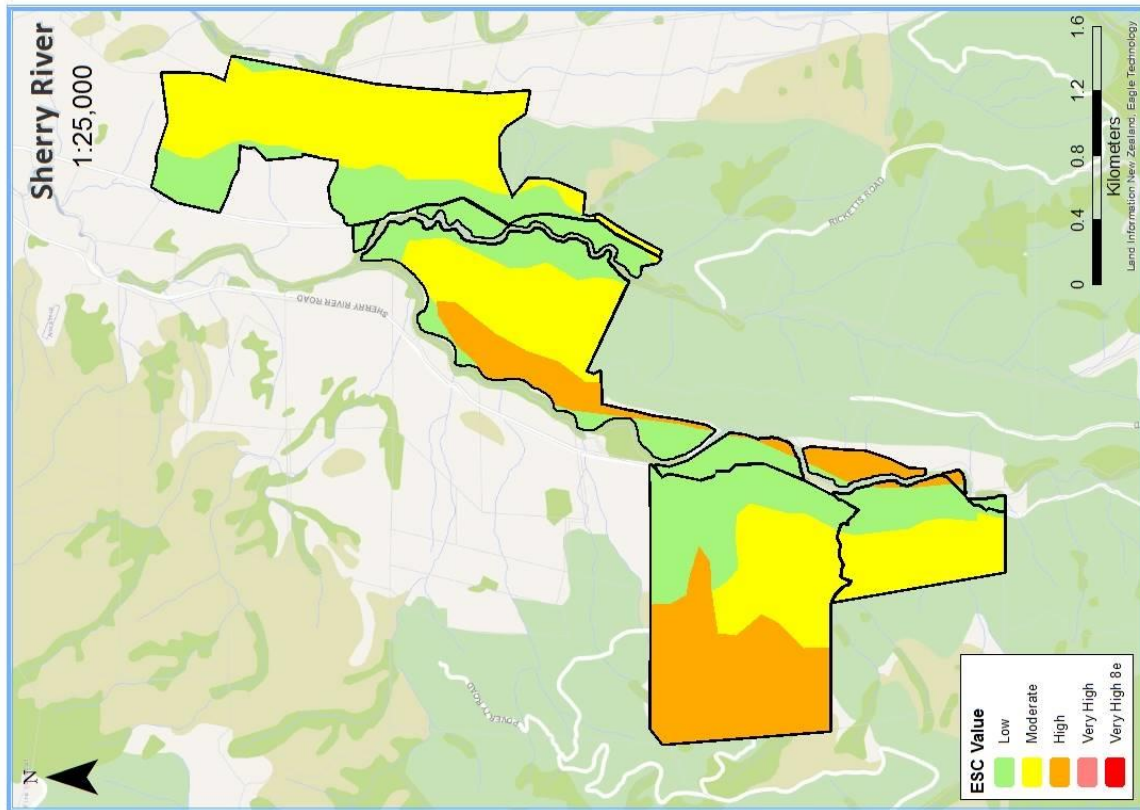 Sherry River
1:25,000
N
SHERRY RIVER ROAD
RICKETTS ROAD
0 0.4 0.8 1.2 1.6
Kilometers
Land Information New Zealand, Eagle Technology
ESC Value
Low
Moderate
High
Very High
Very High 8e